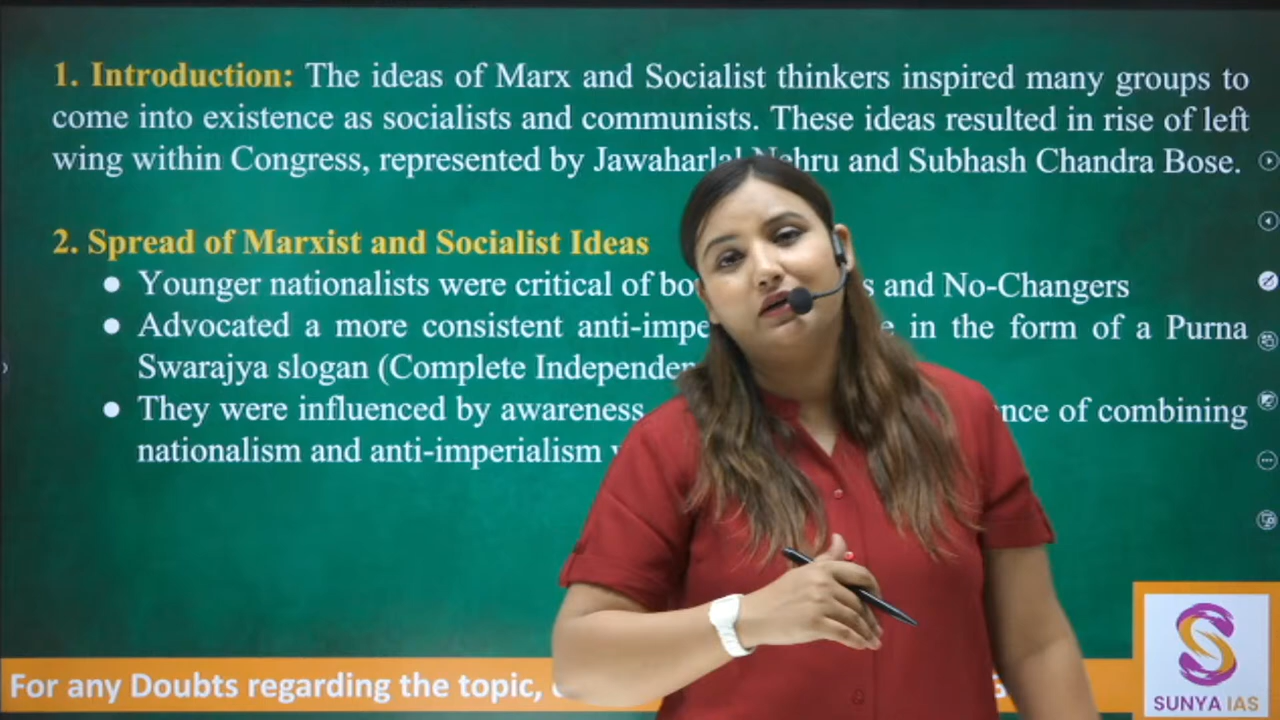 1. Introduction: The ideas of Marx and Socialist thinkers inspired many groups to
come into existence as socialists and communists. These ideas resulted in rise of left
wing within Congress, represented by Jawaharlal Nehru and Subhash Chandra Bose.
2. Spread of Marxist and Socialist Ideas
● Younger nationalists were critical of and No-Changers
● Advocated a more consistent in the form of a Purna
Swarajya slogan (Complete
● They were influenced by awareness of combining
nationalism and anti-imperialism
For any Doubts regarding the topic,
SUNYA IAS